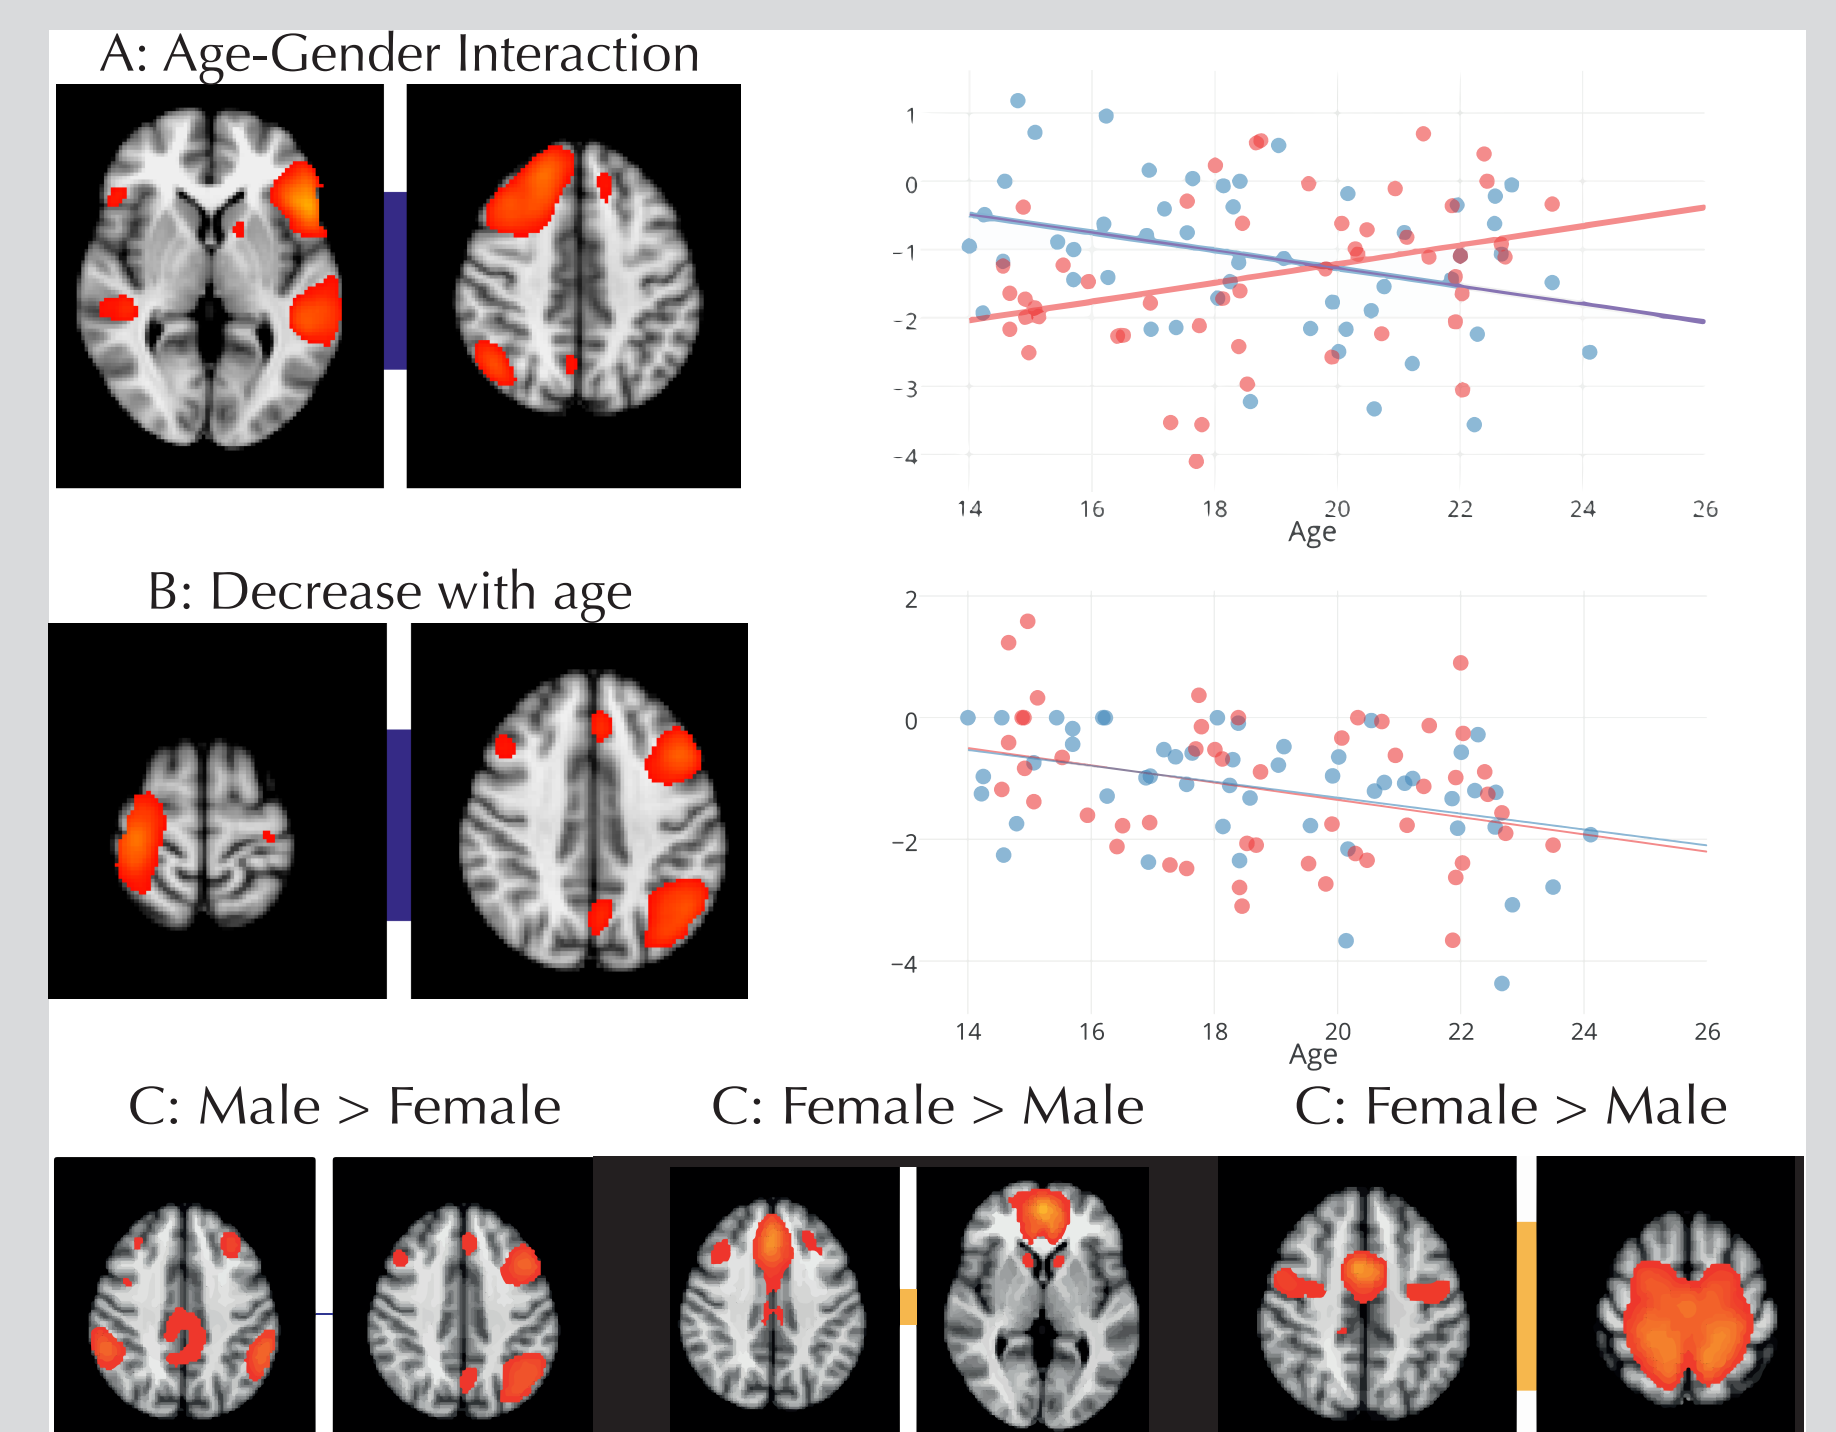 A: Age-Gender Interaction
1
0
−1
−2
−3
−4
14 16 18 20 22 24 26
Age
B: Decrease with age
2
0
−2
−4
14 16 18 20 22 24 26
Age
C: Male > Female
C: Female > Male
C: Female > Male